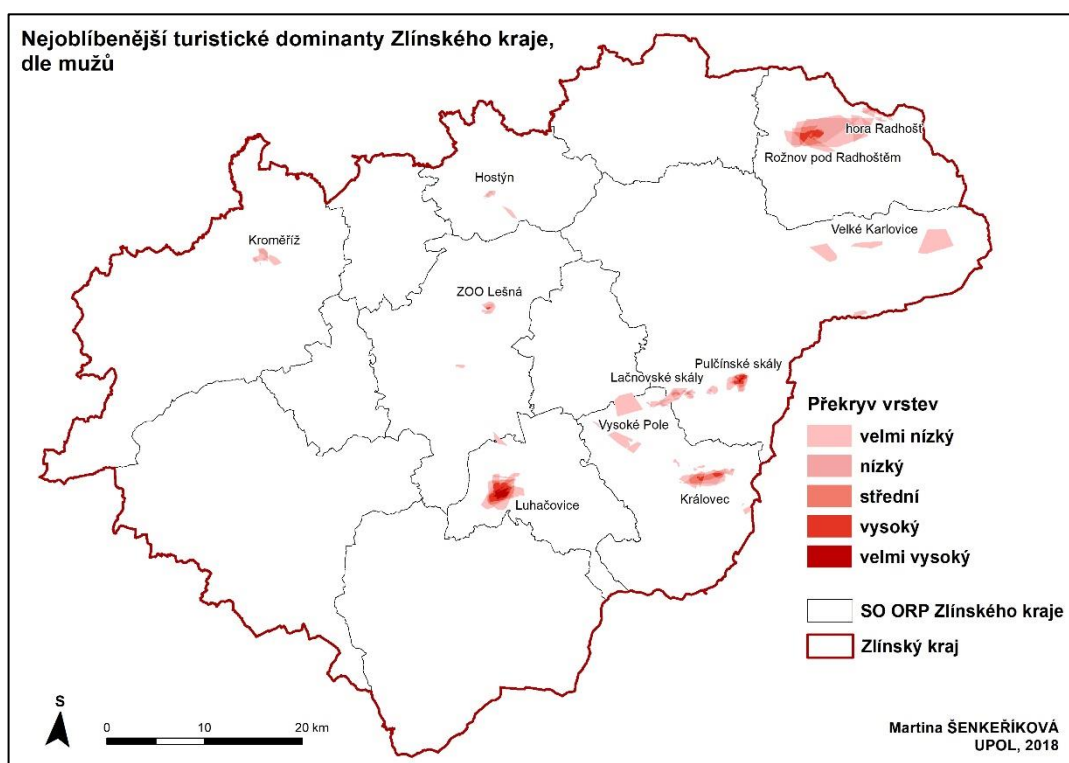 Nejoblíbenější turistické dominanty Zlínského kraje,
dle mužů
hora Radhošť
Rožnov pod Radhoštěm
Hostýn
Velké Karlovice
Kroměříž
ZOO Lešná
Pulčínské skály
Lačnovské skály
Vysoké Pole
Královec
Luhačovice
Překryv vrstev
velmi nízký
nízký
střední
vysoký
velmi vysoký
SO ORP Zlínského kraje
Zlínský kraj
S
0 10 20 km
Martina ŠENKEŘÍKOVÁ
UPOL, 2018